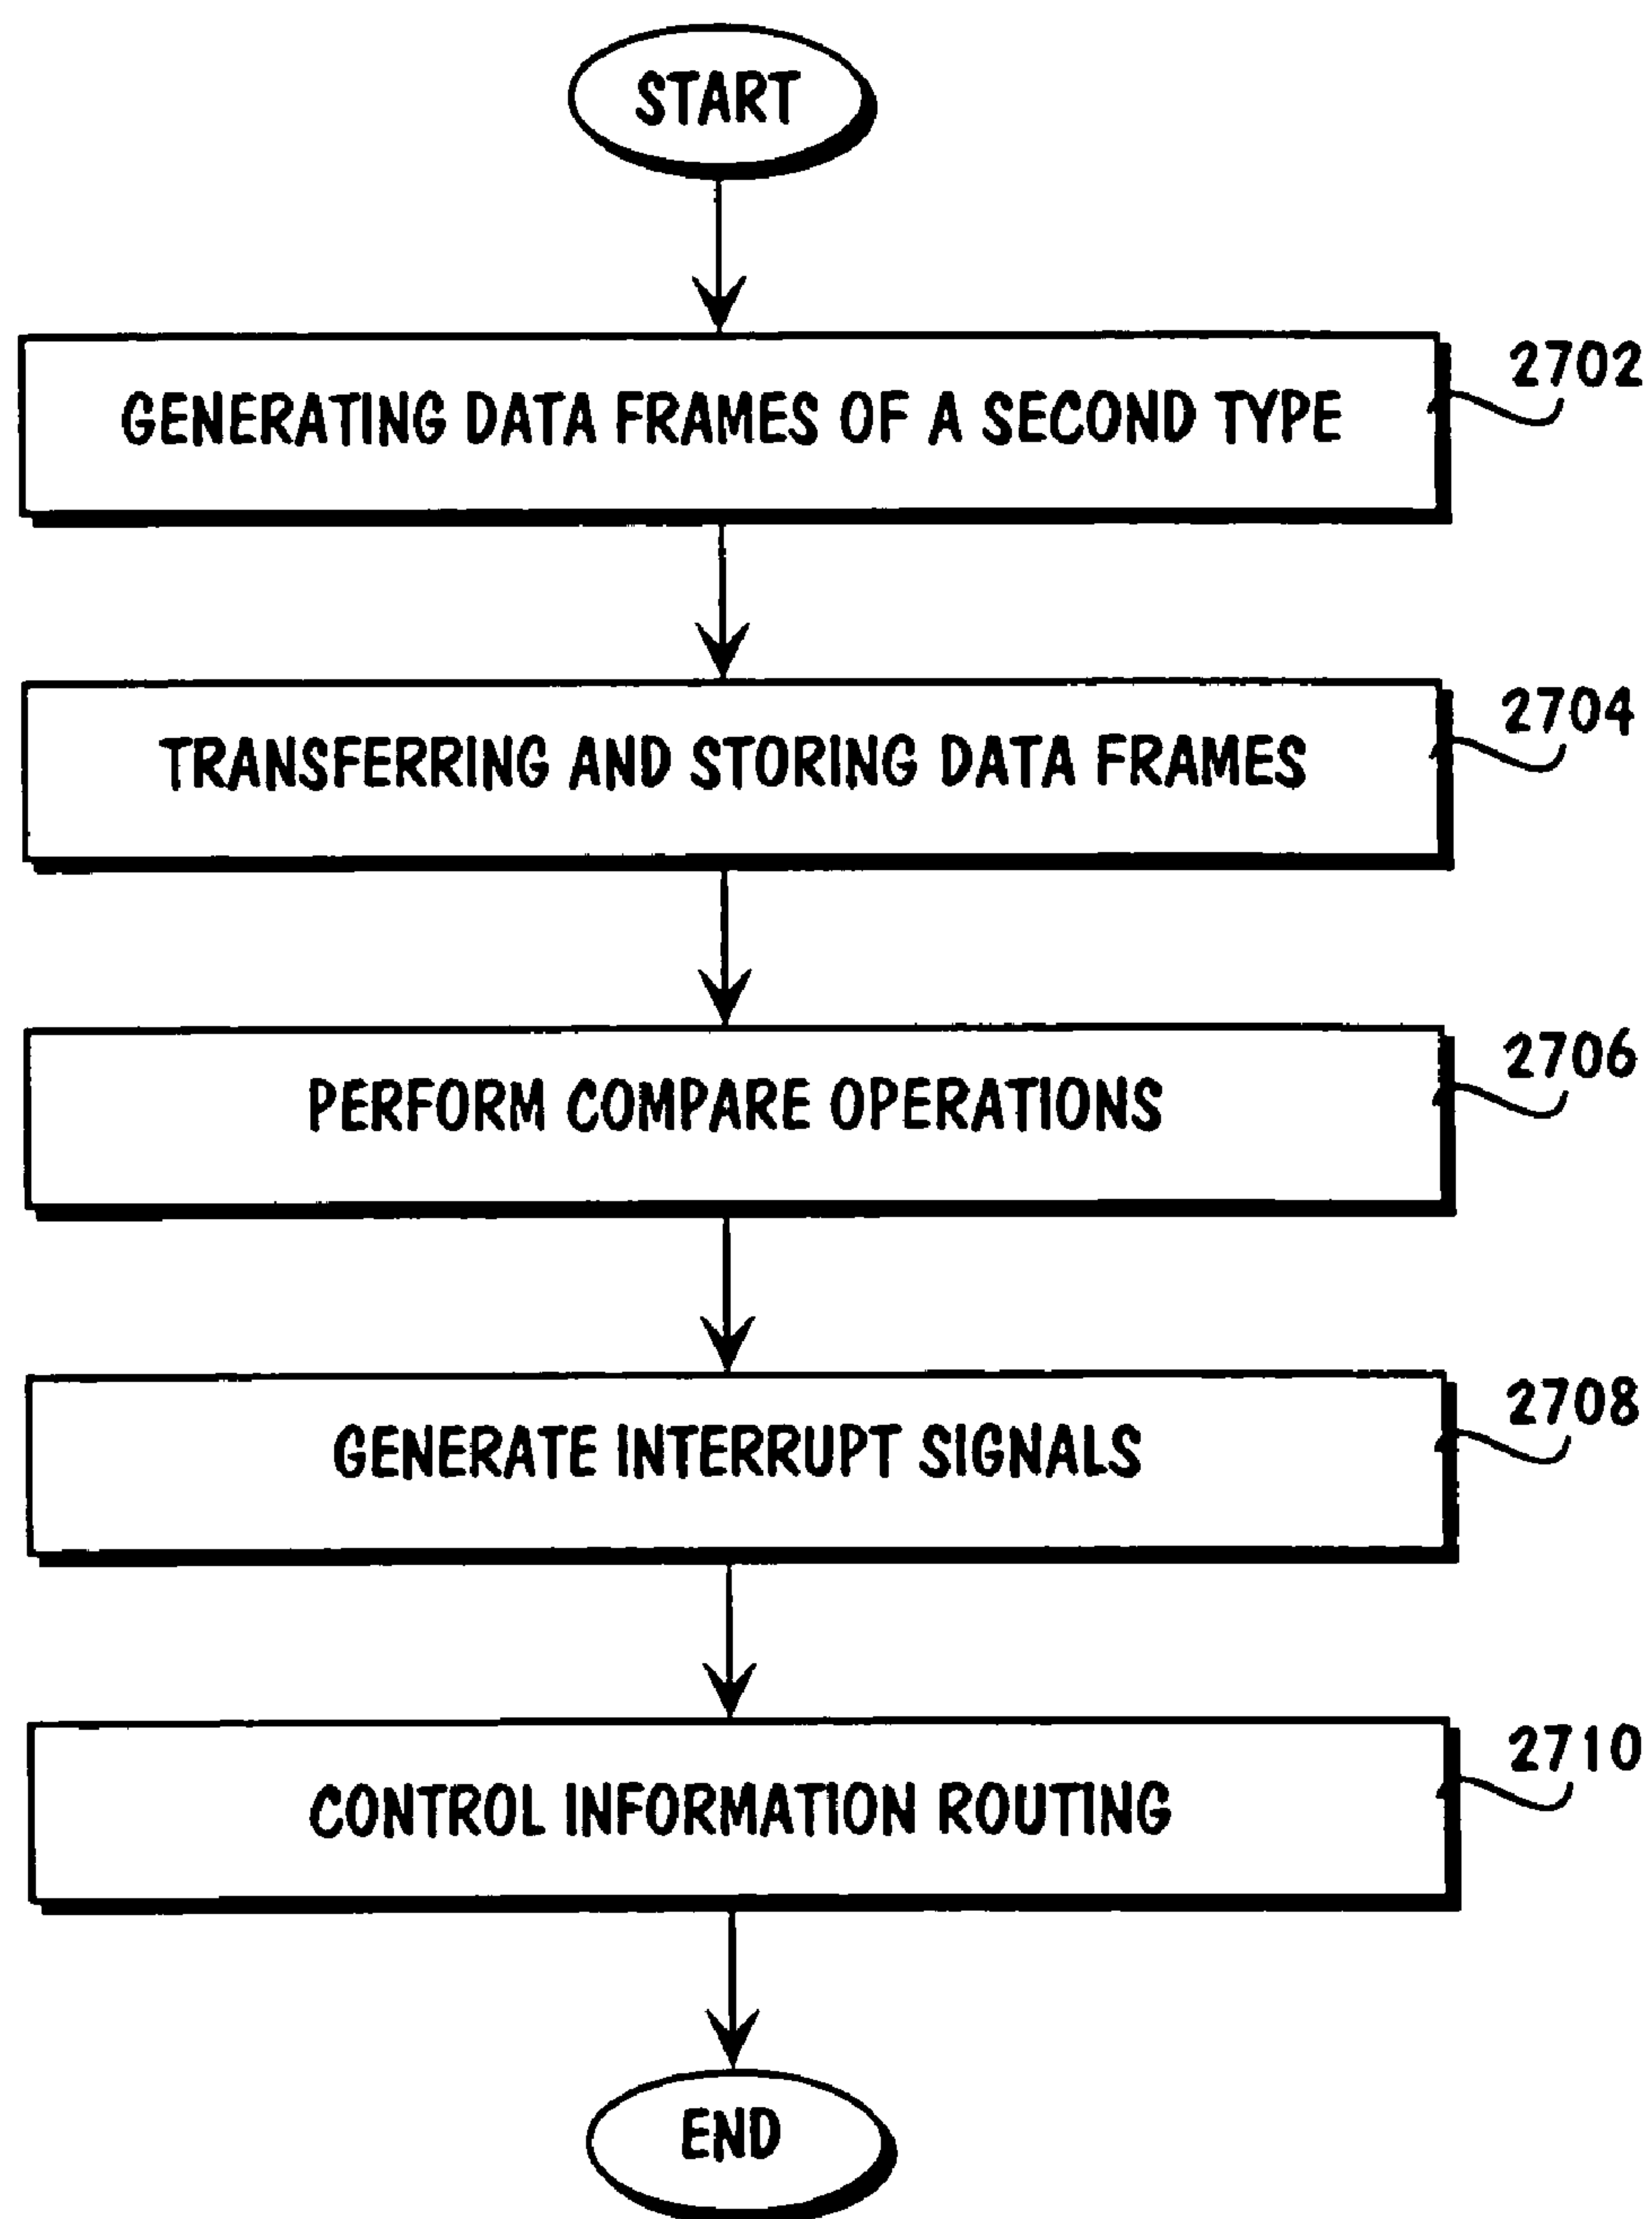 START
GENERATING DATA FRAMES OF A SECOND TYPE
2702
TRANSFERRING AND STORING DATA FRAMES
2704
PERFORM COMPARE OPERATIONS
2706
GENERATE INTERRUPT SIGNALS
2708
CONTROL INFORMATION ROUTING
2710
END